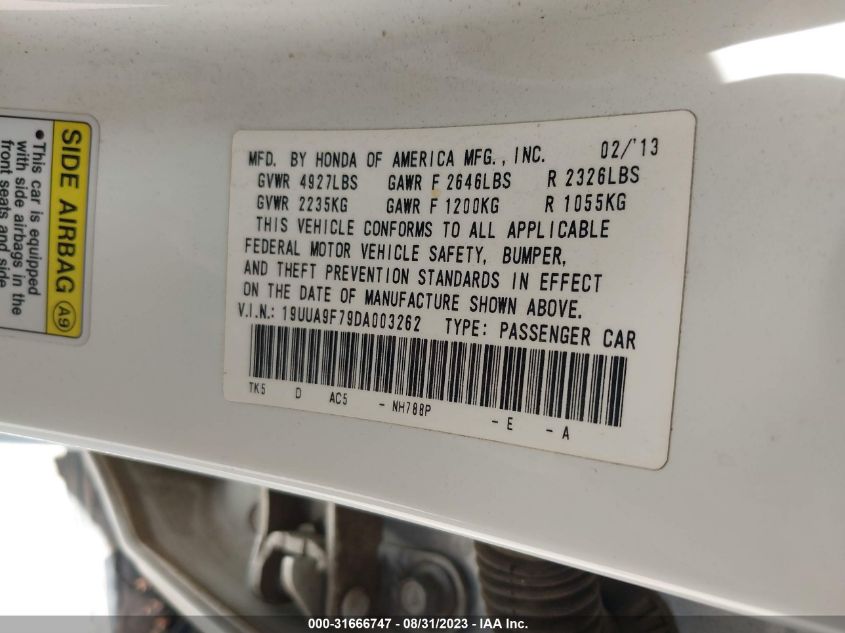 SIDE AIRBAG A9
•This car is equipped
with side airbags in the
front seats and side
MFD. BY HONDA OF AMERICA MFG., INC. 02/'13
GVWR 4927LBS GAWR F 2646LBS R 2326LBS
GVWR 2235KG GAWR F 1200KG R 1055KG
THIS VEHICLE CONFORMS TO ALL APPLICABLE
FEDERAL MOTOR VEHICLE SAFETY, BUMPER,
AND THEFT PREVENTION STANDARDS IN EFFECT
ON THE DATE OF MANUFACTURE SHOWN ABOVE.
V.I.N.: 19UUA9F79DA003262 TYPE: PASSENGER CAR
TK5 D AC5 - NH788P - E - A
000-31666747 - 08/31/2023 - IAA Inc.